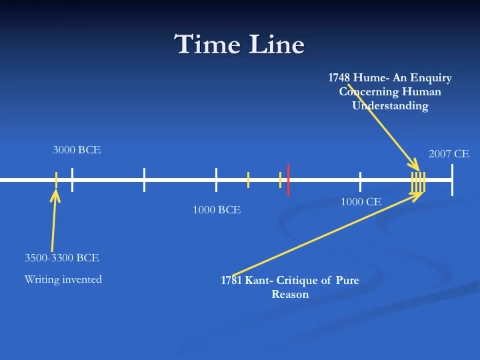 Time Line
1748 Hume- An Enquiry
Concerning Human
Understanding
3000 BCE
2007 CE
1000 BCE
1000 CE
3500-3300 BCE
Writing invented
1781 Kant- Critique of Pure
Reason